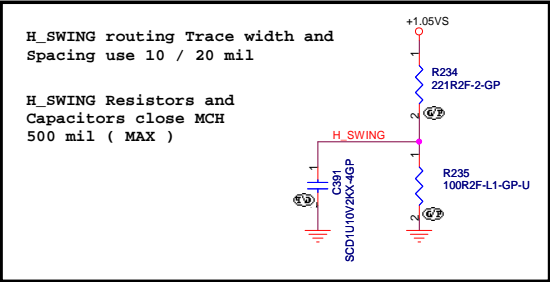 H_SWING routing Trace width and
Spacing use 10 / 20 mil
H_SWING Resistors and
Capacitors close MCH
500 mil ( MAX )
+1.05VS
1
R234
221R2F-2-GP
2
H_SWING
1
R235
100R2F-L1-GP-U
2
1
C391
SCD1U10V2KX-4GP